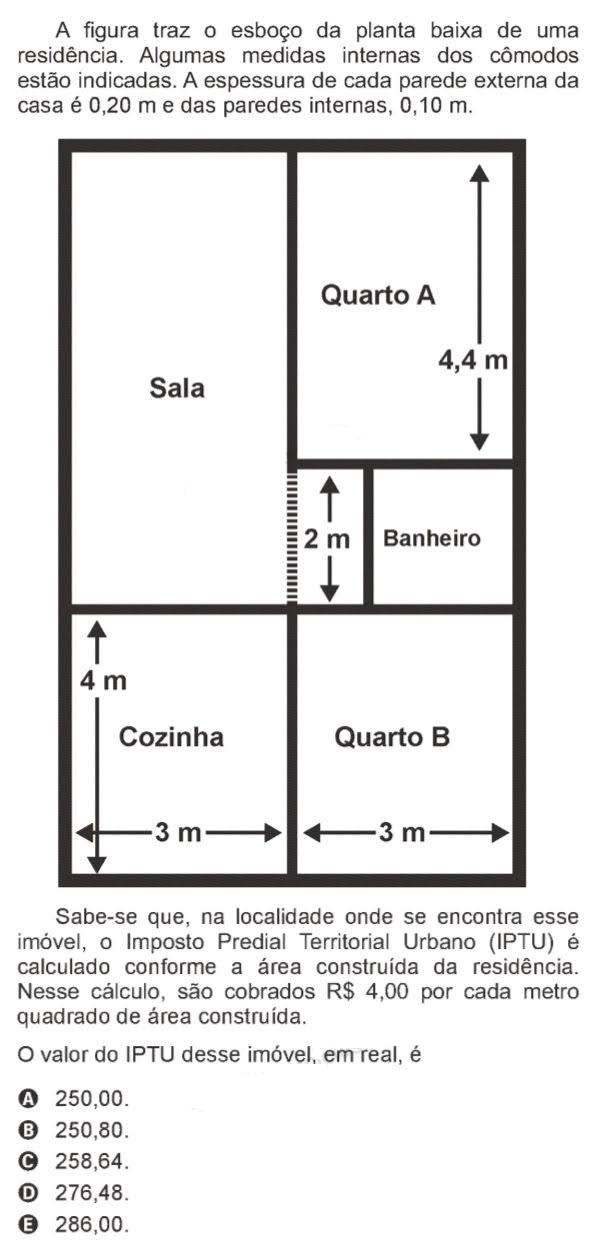 A figura traz o esboço da planta baixa de uma
residência. Algumas medidas internas dos cômodos
estão indicadas. A espessura de cada parede externa da
casa é 0,20 m e das paredes internas, 0,10 m.
Quarto A
4,4 m
Sala
2 m
Banheiro
4 m
Cozinha
Quarto B
3 m
3 m
Sabe-se que, na localidade onde se encontra esse
imóvel, o Imposto Predial Territorial Urbano (IPTU) é
calculado conforme a área construída da residência.
Nesse cálculo, são cobrados R$ 4,00 por cada metro
quadrado de área construída.
O valor do IPTU desse imóvel, em real, é
A 250,00.
B 250,80.
C 258,64.
D 276,48.
E 286,00.